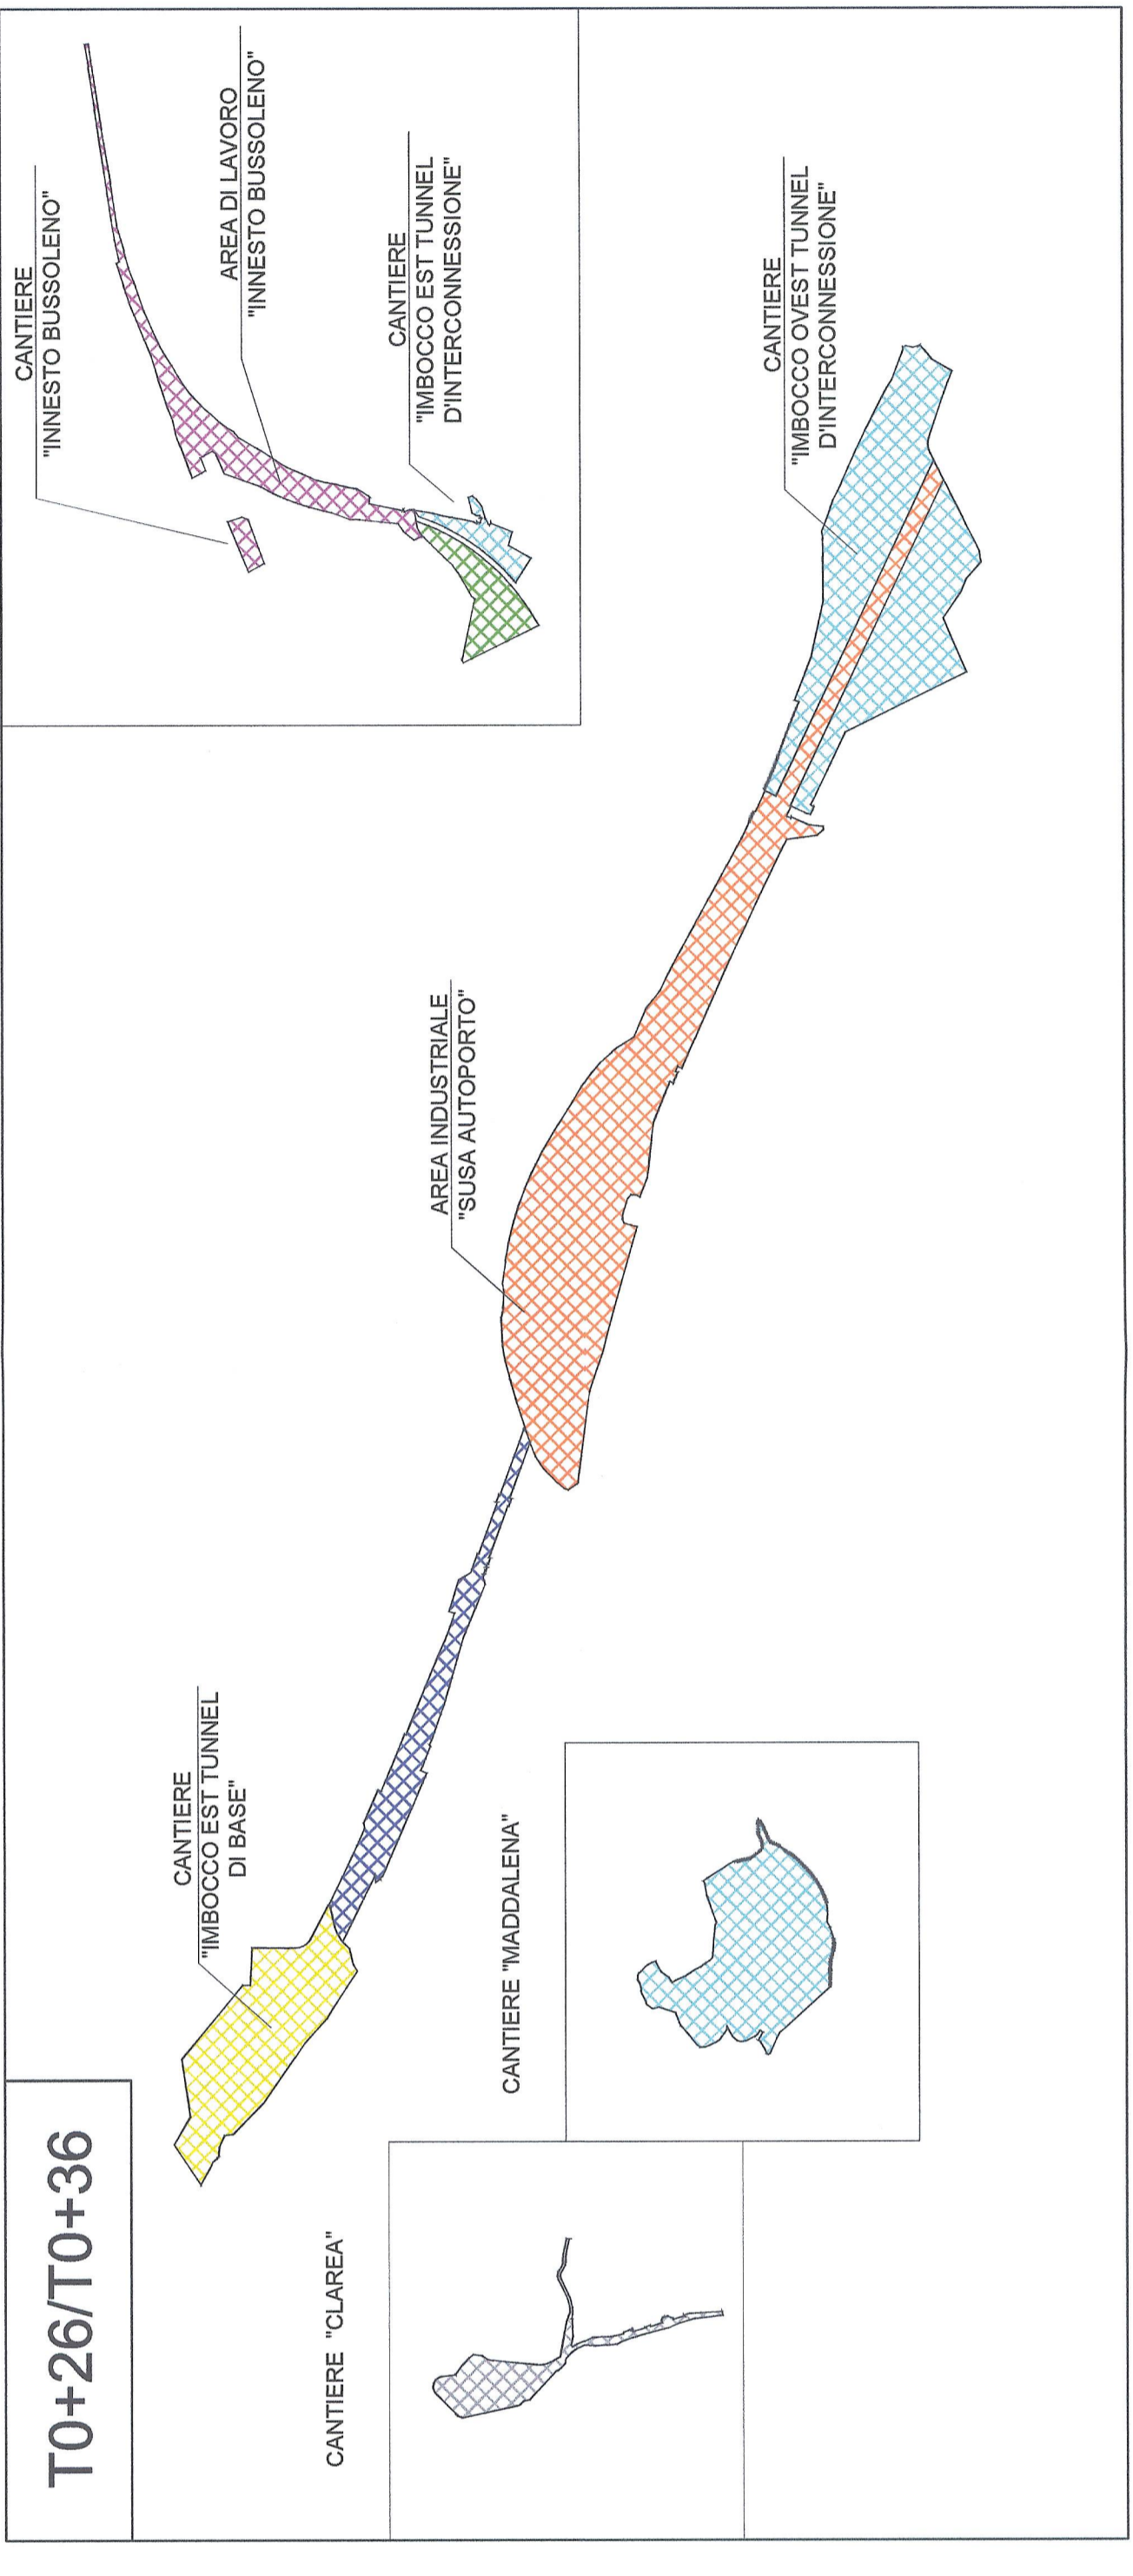 T0+26/T0+36
CANTIERE
"IMBOCCO EST TUNNEL
DI BASE"
CANTIERE "CLAREA"
CANTIERE "MADDALENA"
AREA INDUSTRIALE
"SUSA AUTOPORTO"
CANTIERE
"INNESTO BUSSOLENO"
AREA DI LAVORO
"INNESTO BUSSOLENO"
CANTIERE
"IMBOCCO EST TUNNEL
D'INTERCONNESSIONE"
CANTIERE
"IMBOCCO OVEST TUNNEL
D'INTERCONNESSIONE"